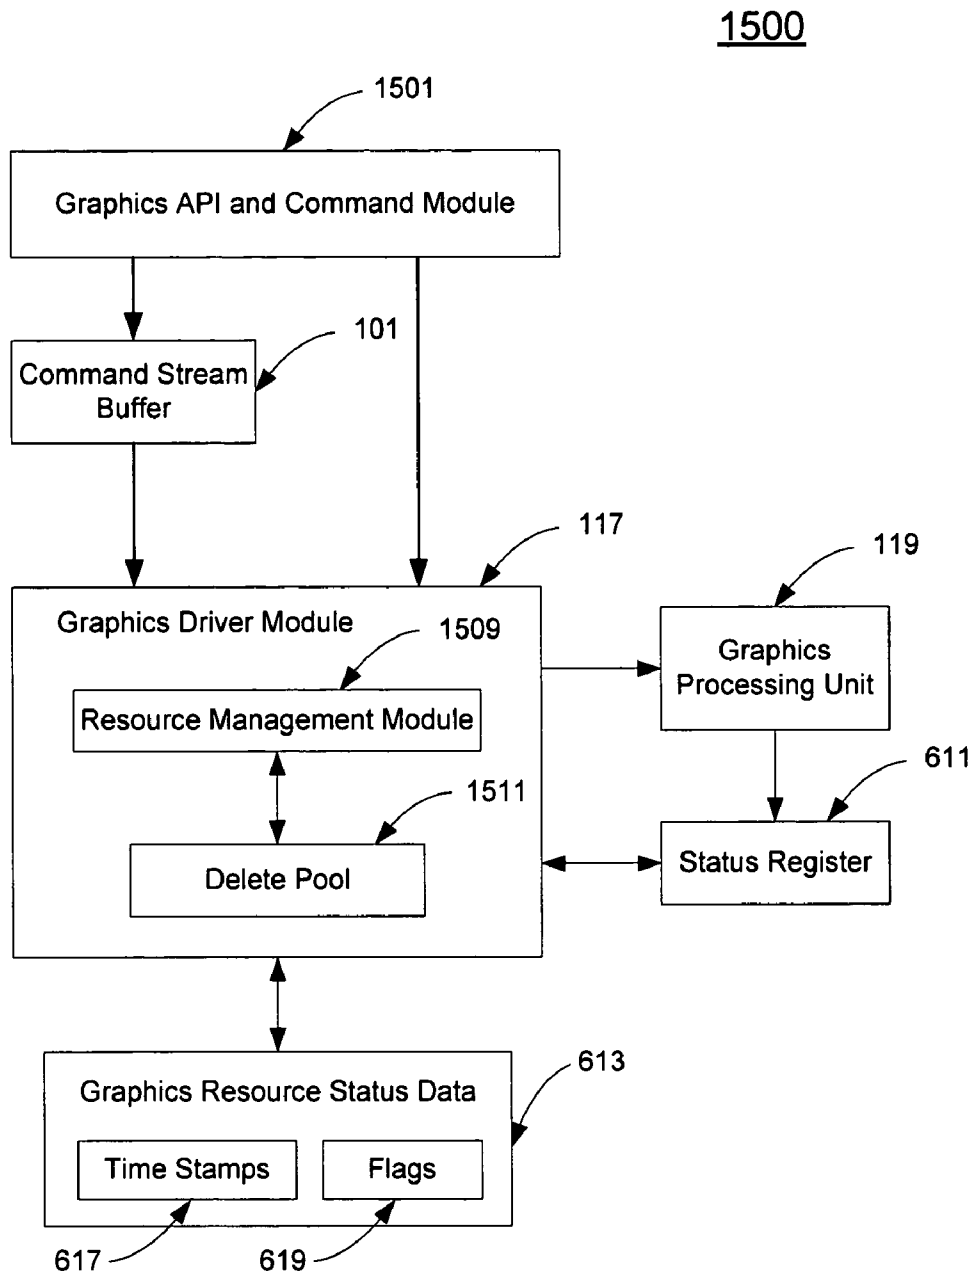 1500
1501
Graphics API and Command Module
101
Command Stream
Buffer
117
119
Graphics Driver Module
1509
Graphics
Processing Unit
Resource Management Module
611
1511
Delete Pool
Status Register
613
Graphics Resource Status Data
Time Stamps
Flags
617
619